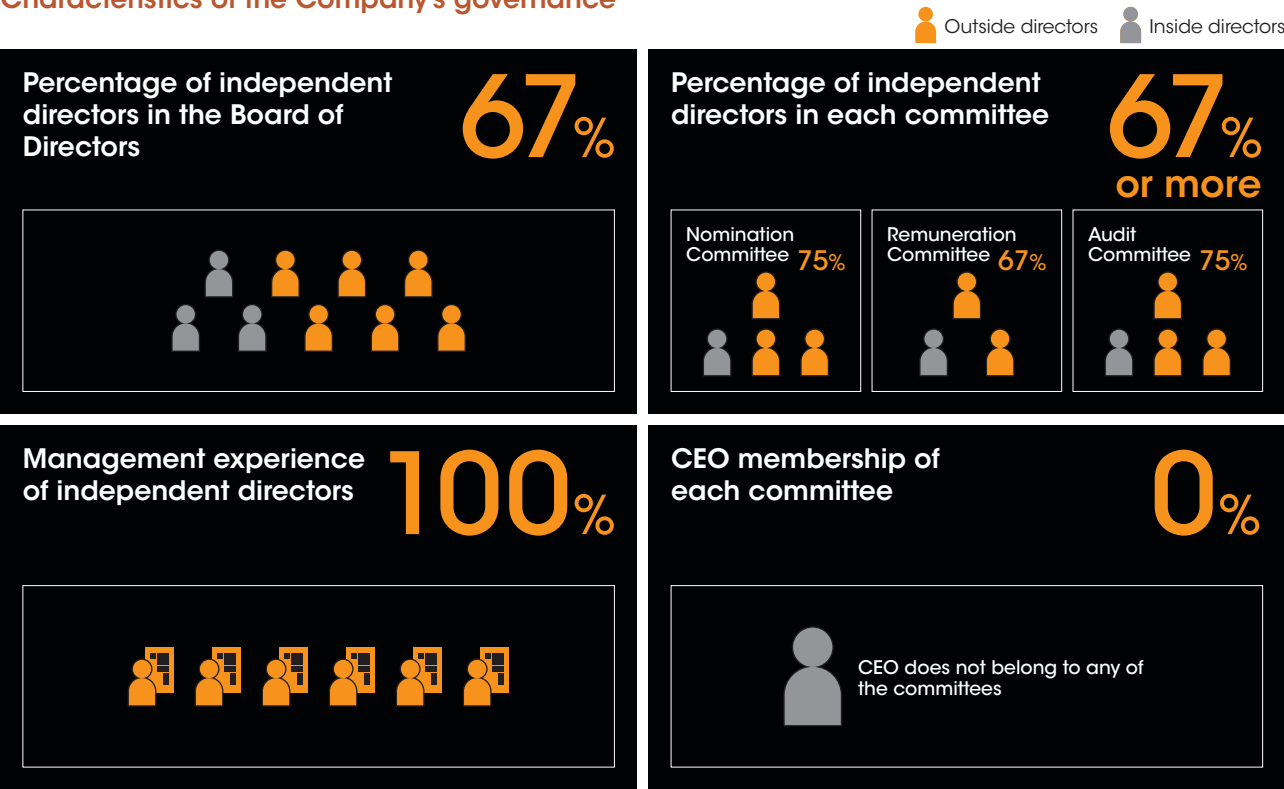 Characteristics of the Company's governance
Outside directors
Inside directors
Percentage of independent
directors in the Board of
Directors
67%
Percentage of independent
directors in each committee
67%
or more
Nomination
Committee 75%
Remuneration
Committee 67%
Audit
Committee 75%
Management experience
of independent directors
100%
CEO membership of
each committee
0%
CEO does not belong to any of
the committees